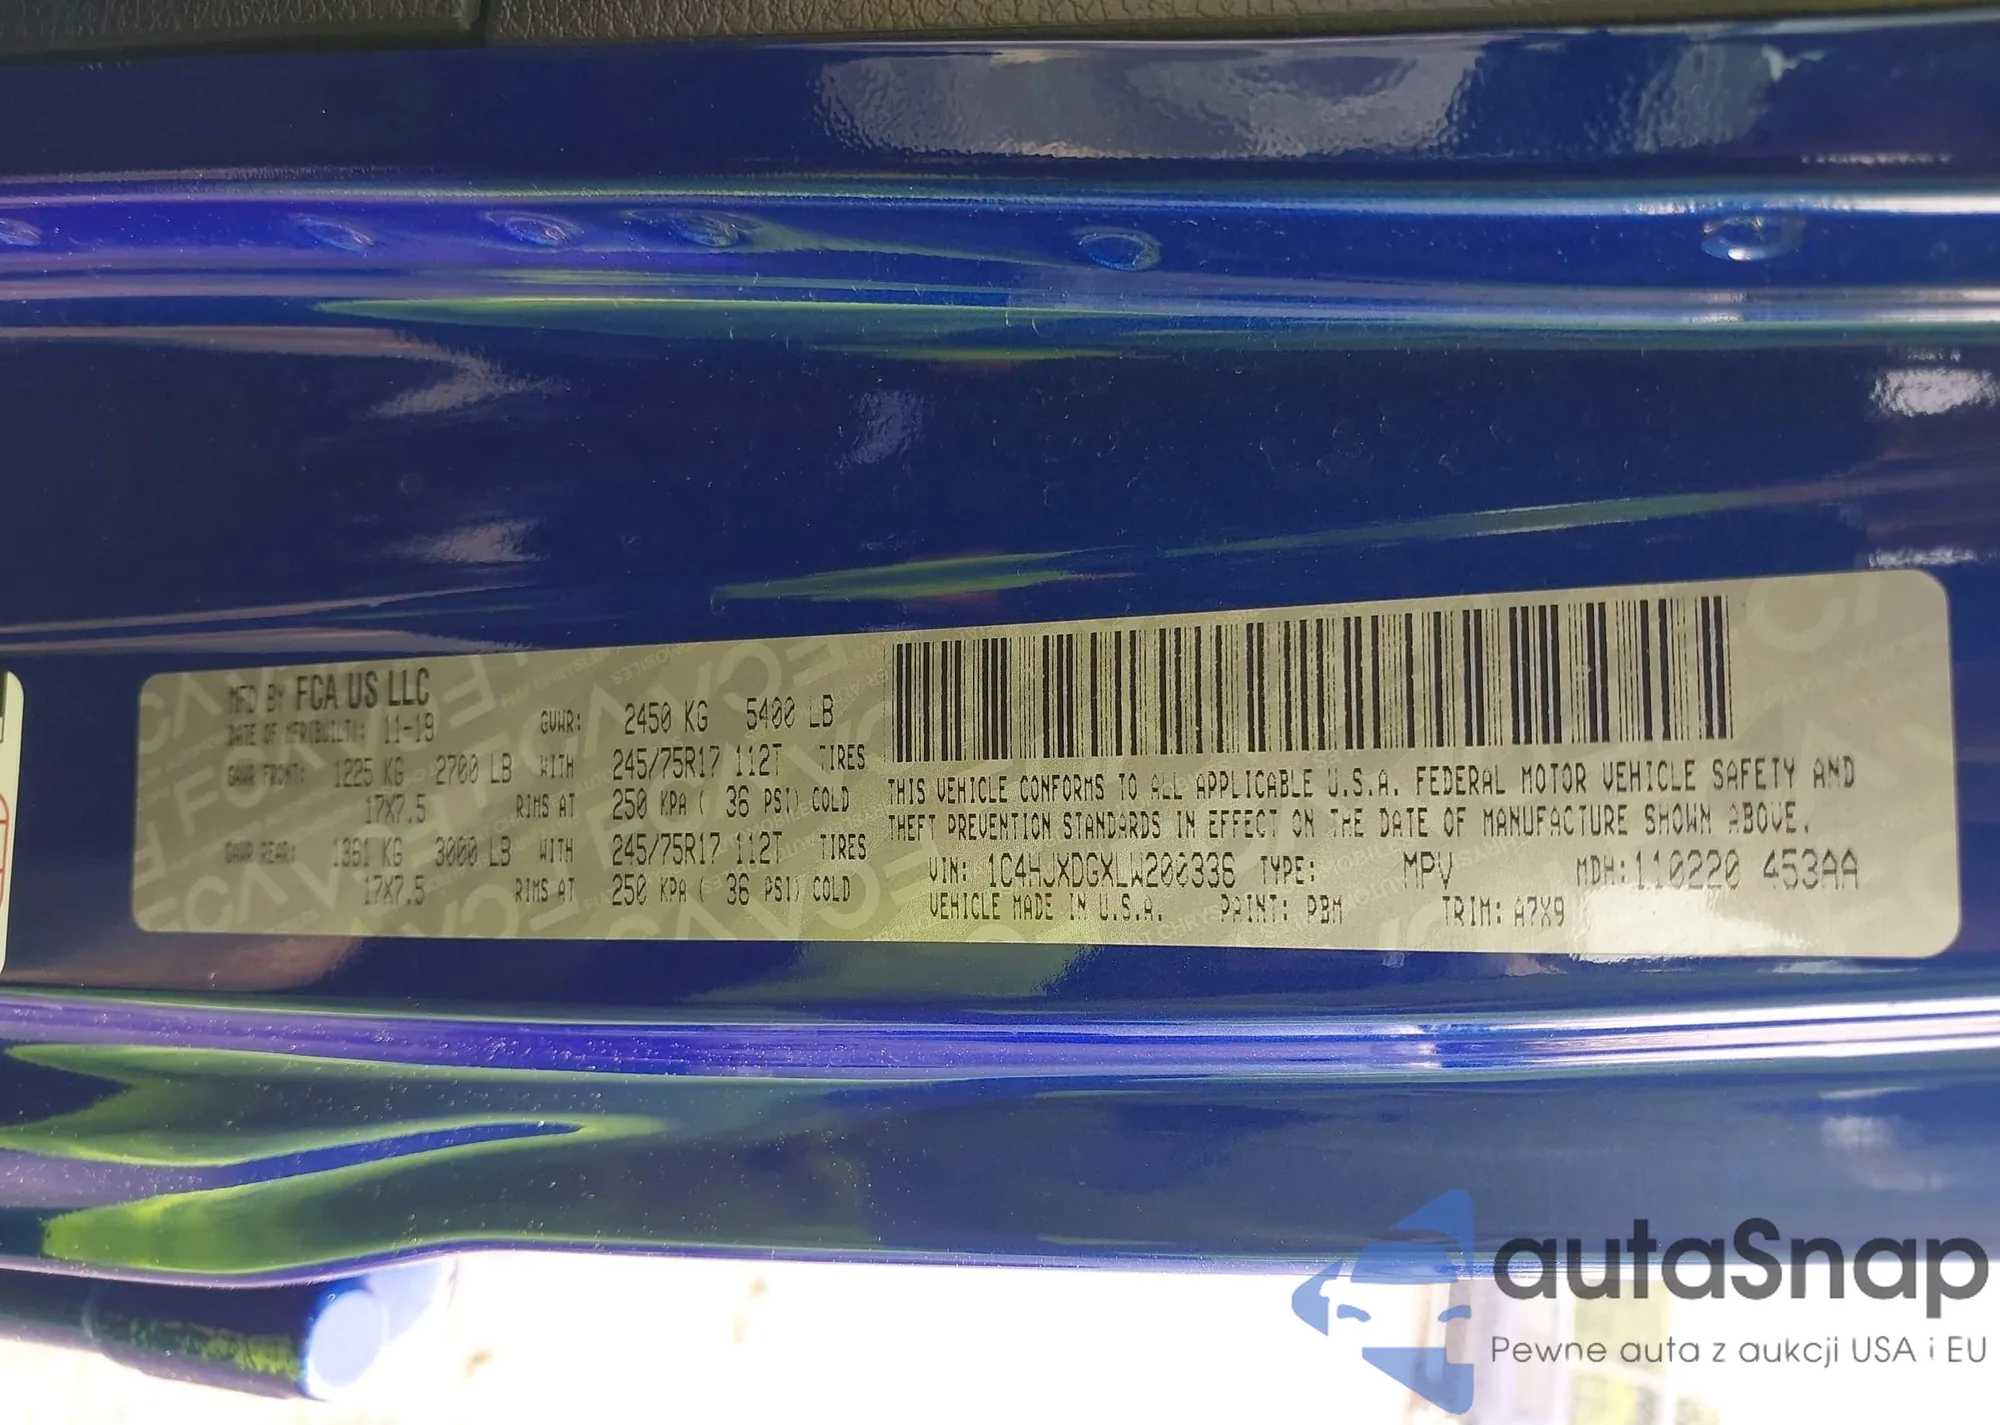 MFD BY FCA US LLC
DATE OF MFR(BUILT): 11-19 GVWR: 2450 KG 5400 LB
GAWR FRONT: 1225 KG 2700 LB WITH 245/75R17 112T TIRES
17X7.5 RIMS AT 250 KPA ( 36 PSI) COLD
GAWR REAR: 1361 KG 3000 LB WITH 245/75R17 112T TIRES
17X7.5 RIMS AT 250 KPA ( 36 PSI) COLD
THIS VEHICLE CONFORMS TO ALL APPLICABLE U.S.A. FEDERAL MOTOR VEHICLE SAFETY AND
THEFT PREVENTION STANDARDS IN EFFECT ON THE DATE OF MANUFACTURE SHOWN ABOVE.
VIN: 1C4HJXDGXLW200336 TYPE: MPV MDH: 110220 453AA
VEHICLE MADE IN U.S.A. PAINT: PBM TRIM: A7X9
autaSnap
Pewne auta z aukcji USA i EU